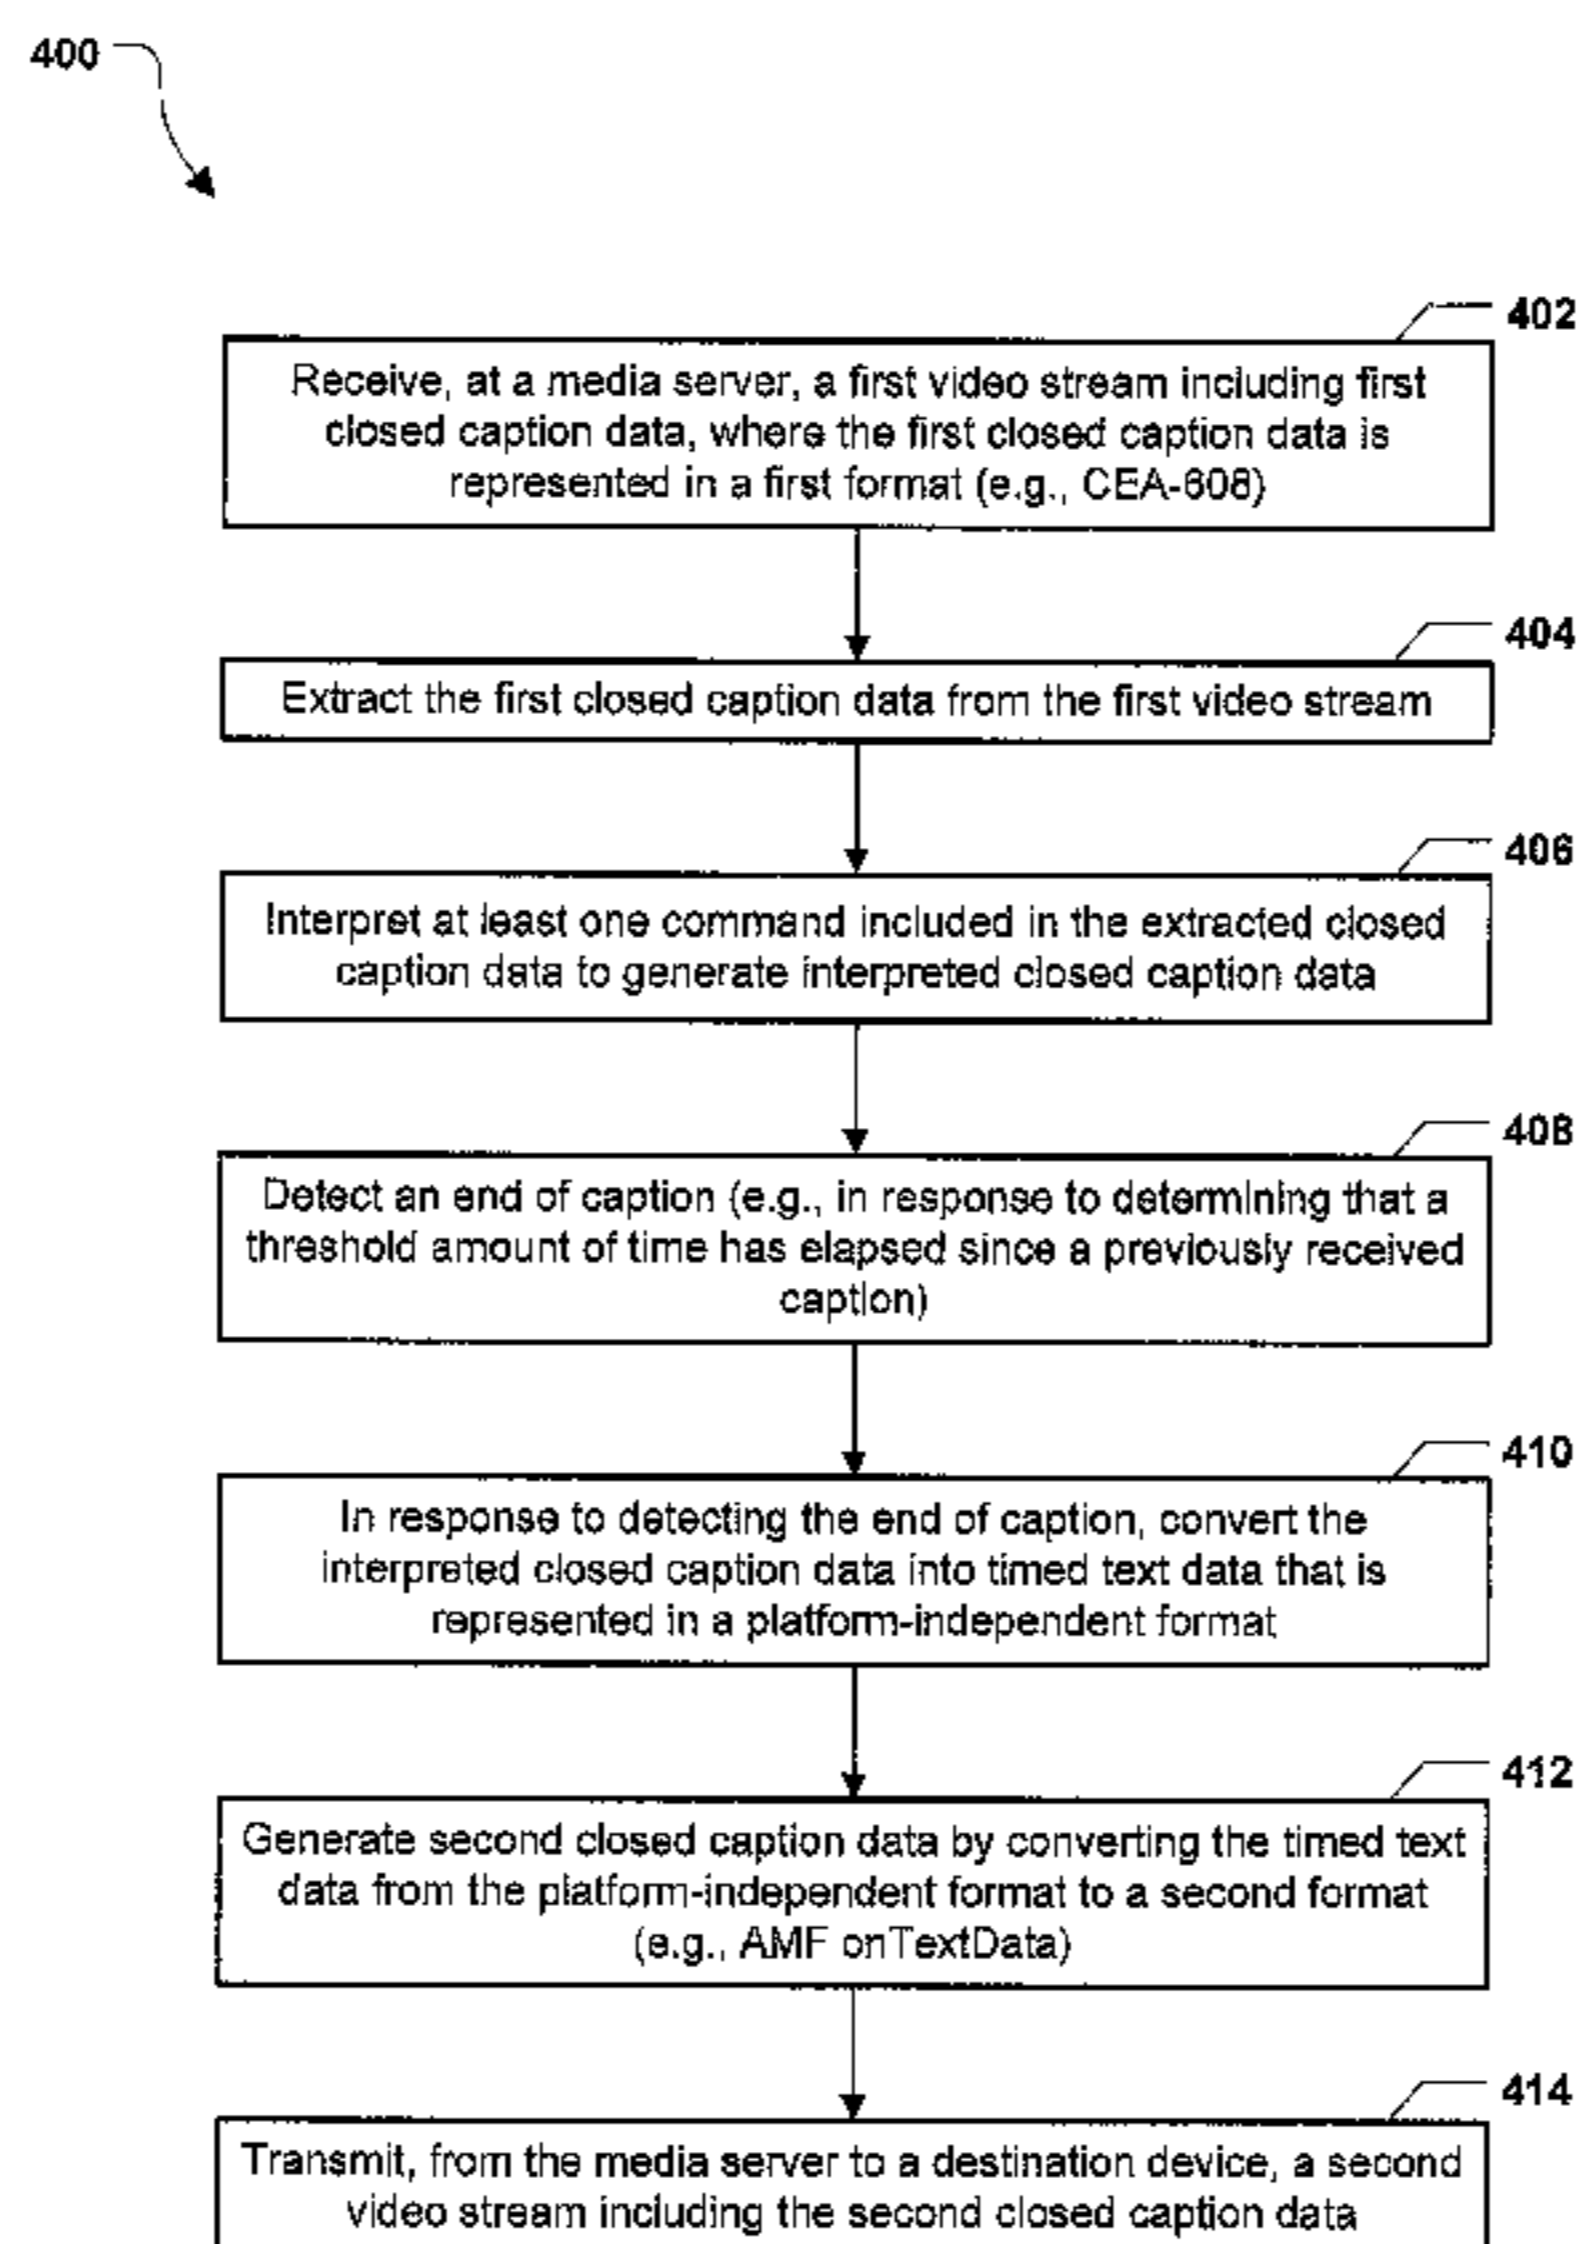 400
402
Receive, at a media server, a first video stream including first
closed caption data, where the first closed caption data is
represented in a first format (e.g., CEA-608)
404
Extract the first closed caption data from the first video stream
406
Interpret at least one command included in the extracted closed
caption data to generate interpreted closed caption data
408
Detect an end of caption (e.g., in response to determining that a
threshold amount of time has elapsed since a previously received
caption)
410
In response to detecting the end of caption, convert the
interpreted closed caption data into timed text data that is
represented in a platform-independent format
412
Generate second closed caption data by converting the timed text
data from the platform-independent format to a second format
(e.g., AMF onTextData)
414
Transmit, from the media server to a destination device, a second
video stream including the second closed caption data